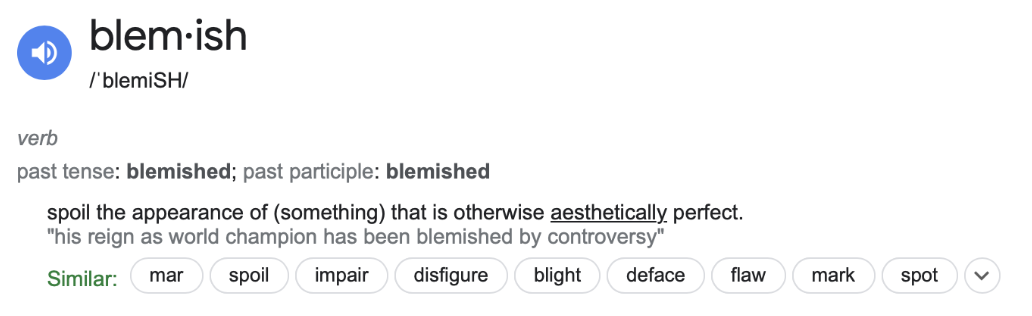 blem·ish
/ˈblemiSH/
verb
past tense: blemished; past participle: blemished
spoil the appearance of (something) that is otherwise aesthetically perfect.
"his reign as world champion has been blemished by controversy"
Similar: mar spoil impair disfigure blight deface flaw mark spot